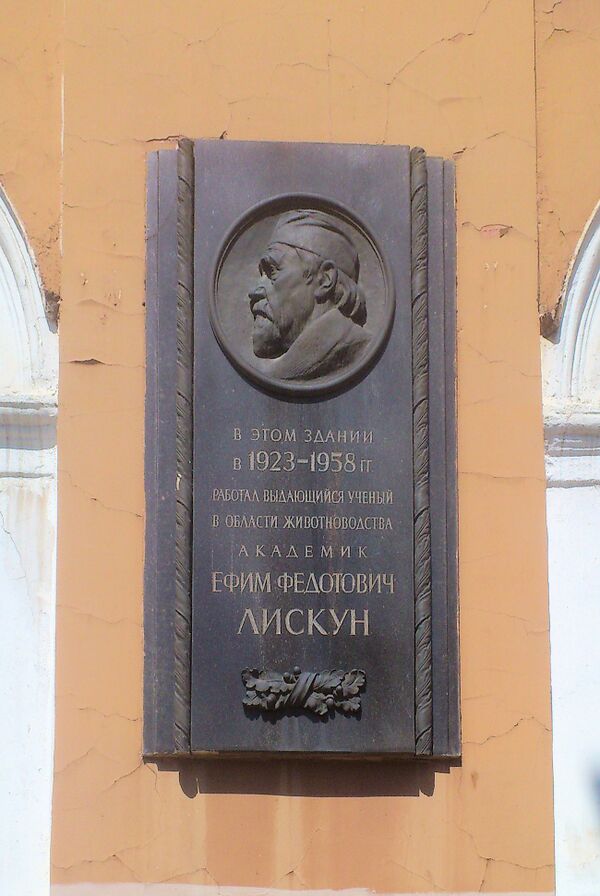 В ЭТОМ ЗДАНИИ
В 1923–1958 ГГ.
РАБОТАЛ ВЫДАЮЩИЙСЯ УЧЕНЫЙ
В ОБЛАСТИ ЖИВОТНОВОДСТВА
АКАДЕМИК
ЕФИМ ФЕДОТОВИЧ
ЛИСКУН